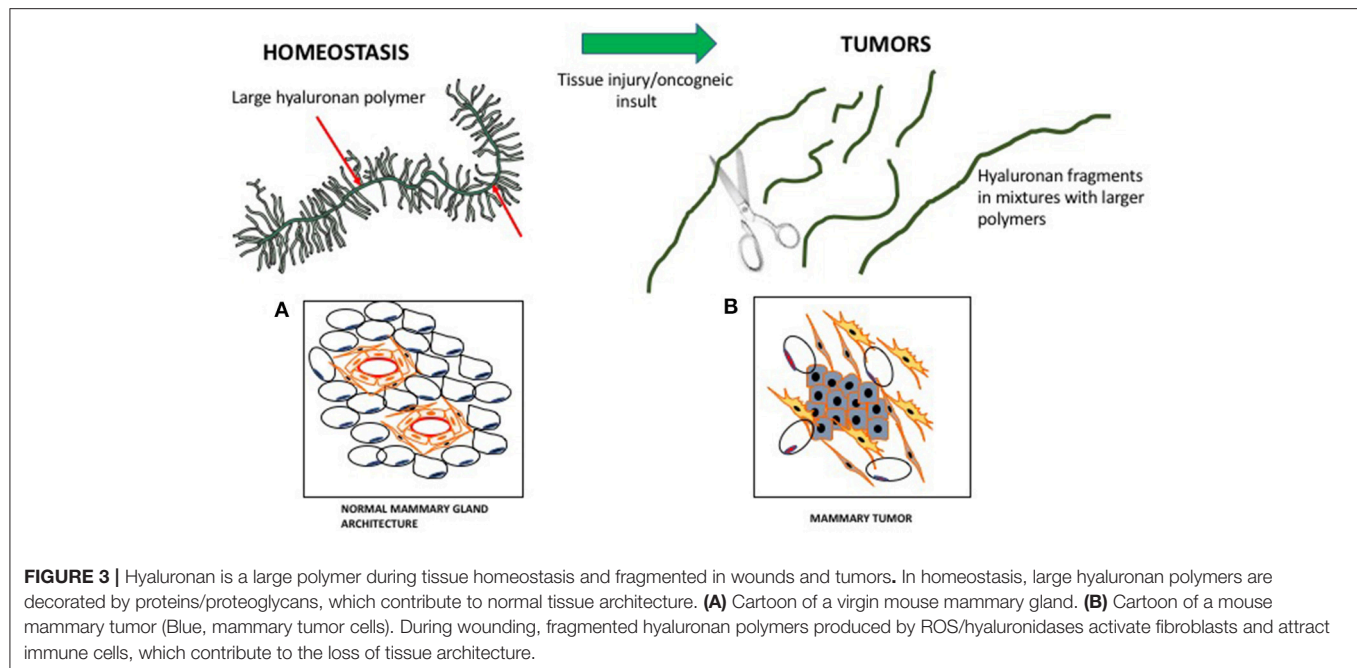 HOMEOSTASIS
Large hyaluronan polymer
Tissue injury/oncogneic
insult
TUMORS
Hyaluronan fragments
in mixtures with larger
polymers
A
NORMAL MAMMARY GLAND
ARCHITECTURE
B
MAMMARY TUMOR
FIGURE 3 | Hyaluronan is a large polymer during tissue homeostasis and fragmented in wounds and tumors. In homeostasis, large hyaluronan polymers are
decorated by proteins/proteoglycans, which contribute to normal tissue architecture. (A) Cartoon of a virgin mouse mammary gland. (B) Cartoon of a mouse
mammary tumor (Blue, mammary tumor cells). During wounding, fragmented hyaluronan polymers produced by ROS/hyaluronidases activate fibroblasts and attract
immune cells, which contribute to the loss of tissue architecture.